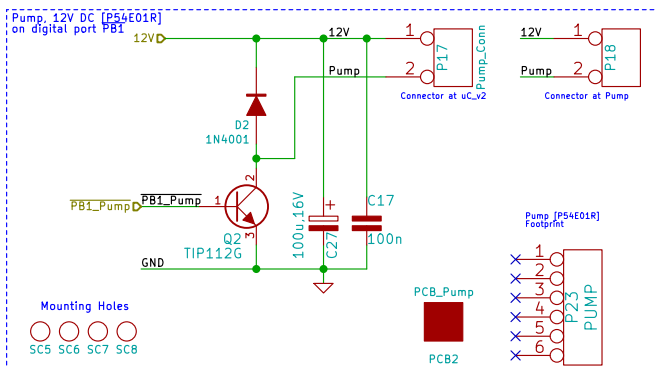 Pump, 12V DC [P54E01R]
on digital port PB1
12V
12V
1
P17
Pump_Conn
Pump
2
Connector at uC_v2
12V
1
P18
Pump
2
Connector at Pump
D2
1N4001
PB1_Pump
PB1_Pump
1
2
3
Q2
TIP112G
100u,16V
+
C27
C17
100n
GND
Pump [P54E01R]
Footprint
1
2
3
4
5
6
P23
PUMP
Mounting Holes
SC5 SC6 SC7 SC8
PCB_Pump
PCB2